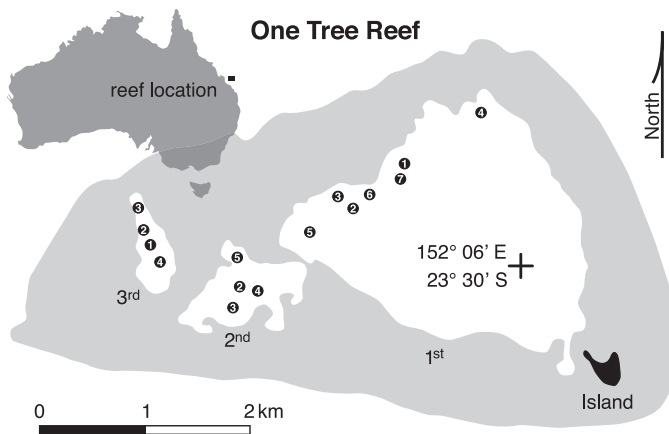 One Tree Reef
reef location
North
4
1
7
3
6
2
5
152° 06’ E
23° 30’ S
3
2
1
4
3rd
5
2
4
3
2nd
1st
Island
0
1
2 km